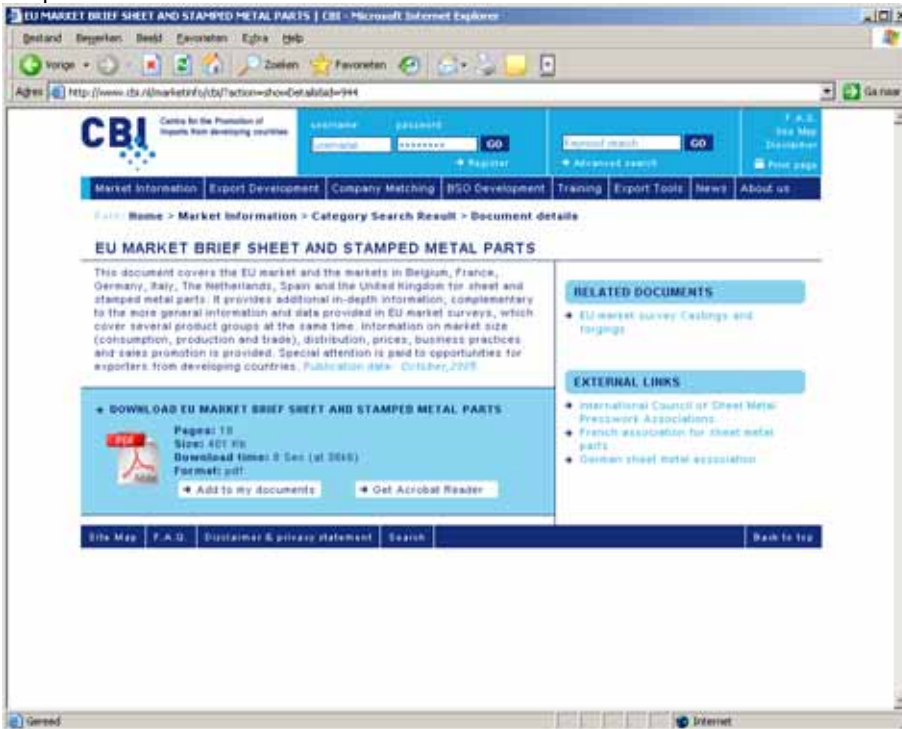 EU MARKET BRIEF SHEET AND STAMPED METAL PARTS | CBI - Microsoft Internet Explorer
Bestand Bewerken Beeld Favorieten Extra Help
Vorige Zoeken Favorieten
Adres http://www.cbi.nl/marketinfo/cbi/?action=showDetails&id=944 Ga naar
CBI Centre for the Promotion of
Imports from developing countries
username password
username GO
Register
Keyword search GO
Advanced search
F.A.Q.
Site Map
Disclaimer
Print page
Market Information Export Development Company Matching BSO Development Training Export Tools News About us
Path: Home > Market Information > Category Search Result > Document details
EU MARKET BRIEF SHEET AND STAMPED METAL PARTS
This document covers the EU market and the markets in Belgium, France,
Germany, Italy, The Netherlands, Spain and the United Kingdom for sheet and
stamped metal parts. It provides additional in-depth information, complementary
to the more general information and data provided in EU market surveys, which
cover several product groups at the same time. Information on market size
(consumption, production and trade), distribution, prices, business practices
and sales promotion is provided. Special attention is paid to opportunities for
exporters from developing countries. Publication date: October,
DOWNLOAD EU MARKET BRIEF SHEET AND STAMPED METAL PARTS
PDF
Adobe
Pages:
Size: 401 Kb
Download time: Sec (at 56k6)
Format: pdf
Add to my documents Get Acrobat Reader
RELATED DOCUMENTS
EU market survey Castings and
forgings
EXTERNAL LINKS
International Council of Sheet Metal
Presswork Associations
French association for sheet metal
parts
German sheet metal association
Site Map F.A.Q. Disclaimer & privacy statement Search Back to top
Gereed Internet